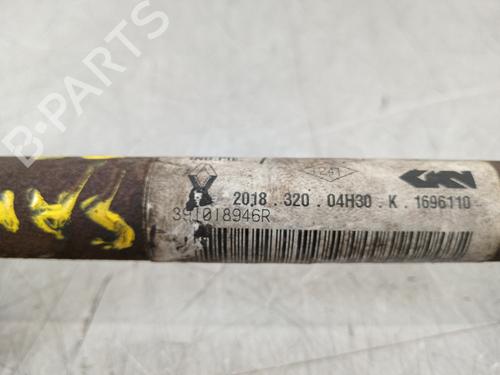 B-PARTS
2018 . 320 . 04H30 . K . 1696110
391018946R